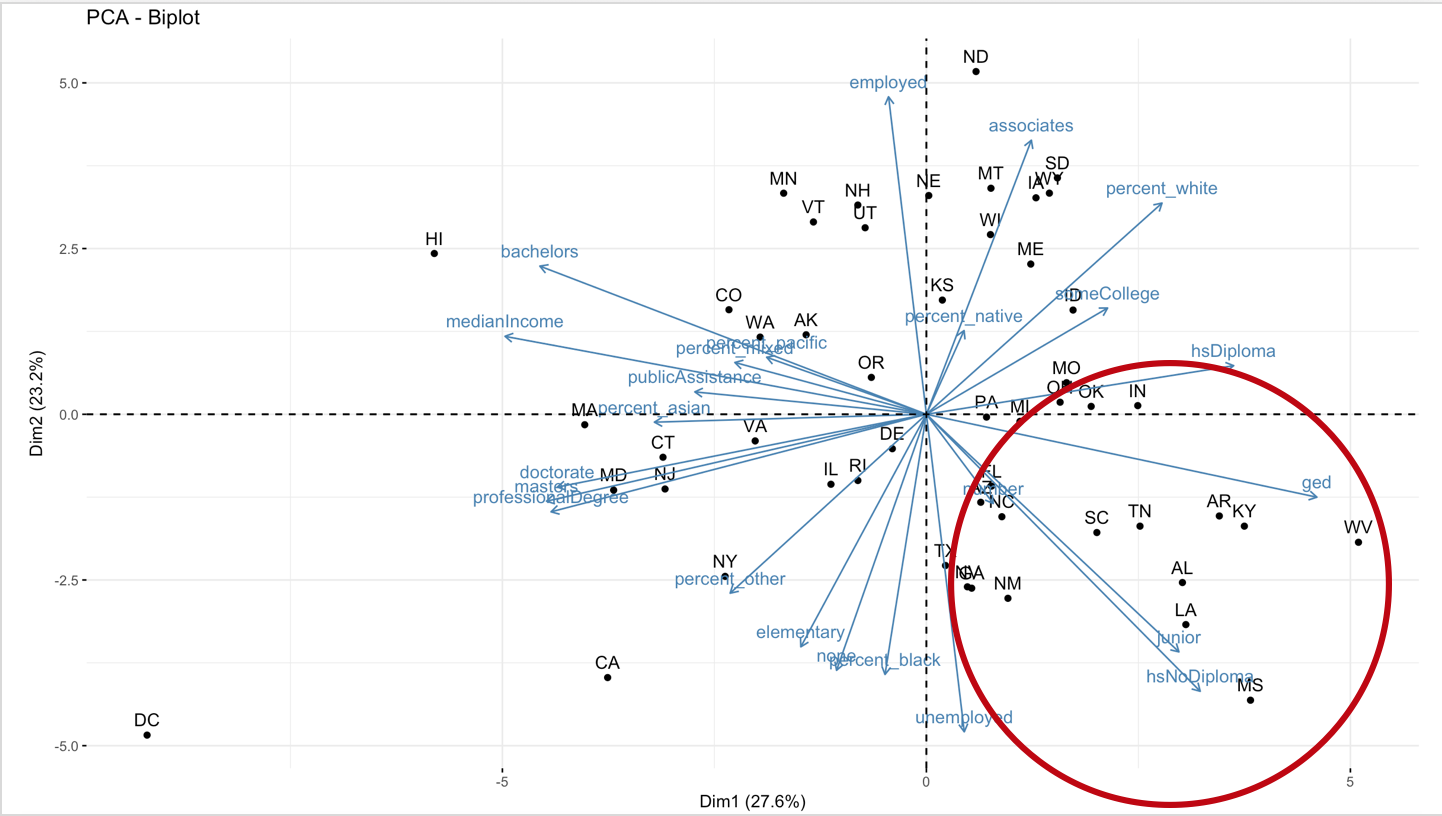 PCA - Biplot
ND
5.0
employed
associates
SD
MN
NH
NE
MT
IA
WY
percent_white
VT
UT
WI
HI
ME
2.5
bachelors
CO
KS
ID
someCollege
medianIncome
WA
AK
percent_native
percent_pacific
percent_mixed
hsDiploma
OR
MO
publicAssistance
OK
IN
0.0
MA
percent_asian
PA
MI
VA
DE
CT
doctorate
MD
NJ
IL
RI
FL
masters
number
ged
professionalDegree
NC
SC
TN
AR
KY
WV
NY
TX
-2.5
percent_other
GA
NM
AL
LA
elementary
junior
none
percent_black
CA
hsNoDiploma
MS
DC
unemployed
-5.0
-5
0
5
Dim1 (27.6%)
Dim2 (23.2%)